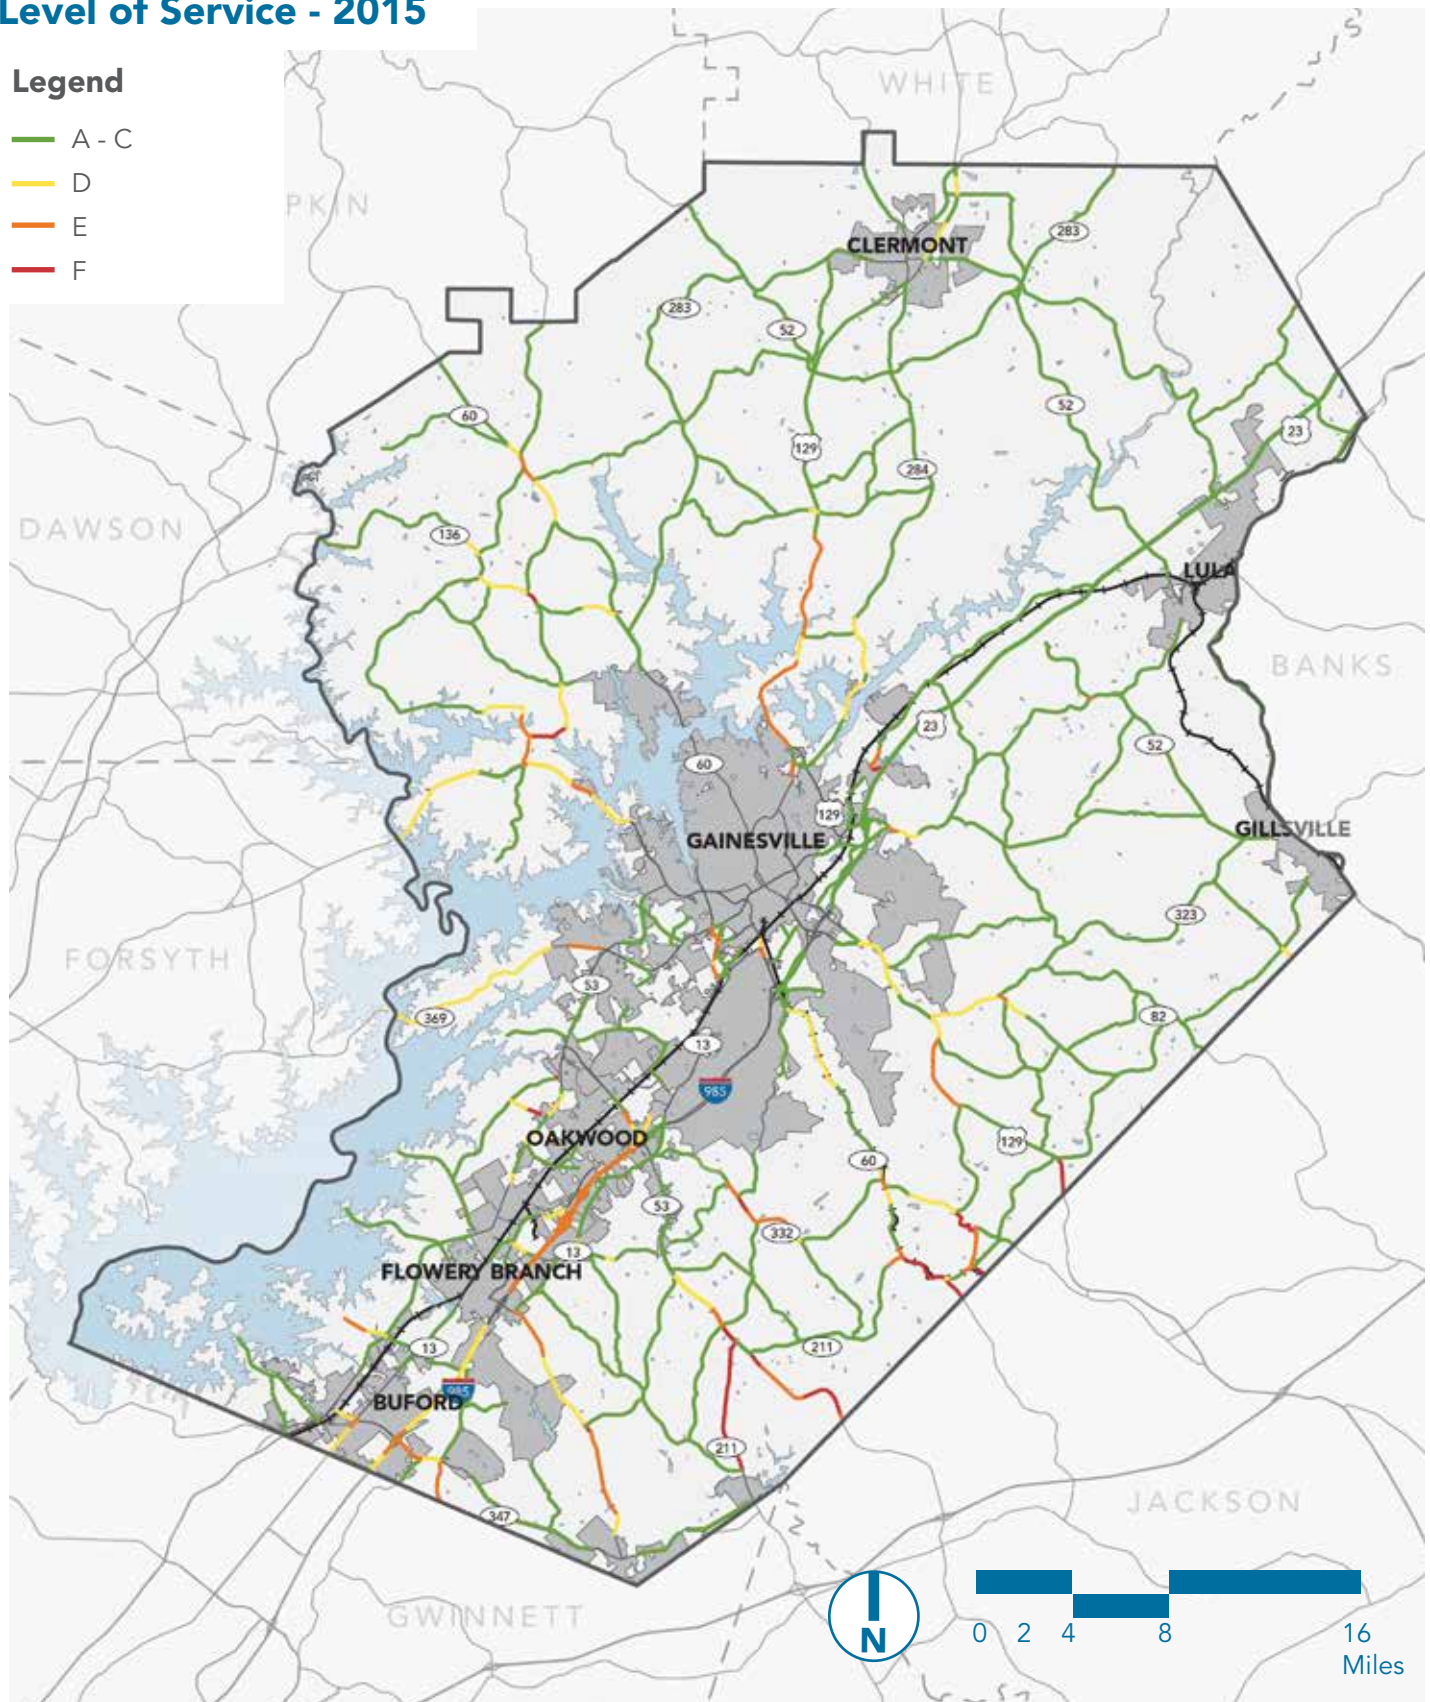 Level of Service - 2015
Legend
A - C
D
E
F
WHITE
PKIN
CLERMONT
283
283
52
60
52
129
23
284
DAWSON
136
LULA
BANKS
23
52
60
129
GAINESVILLE
GILLSVILLE
323
FORSYTH
53
369
82
13
985
OAKWOOD
129
60
53
332
13
FLOWERY BRANCH
13
211
985
BUFORD
211
347
JACKSON
GWINNETT
N
0 2 4 8 16
Miles